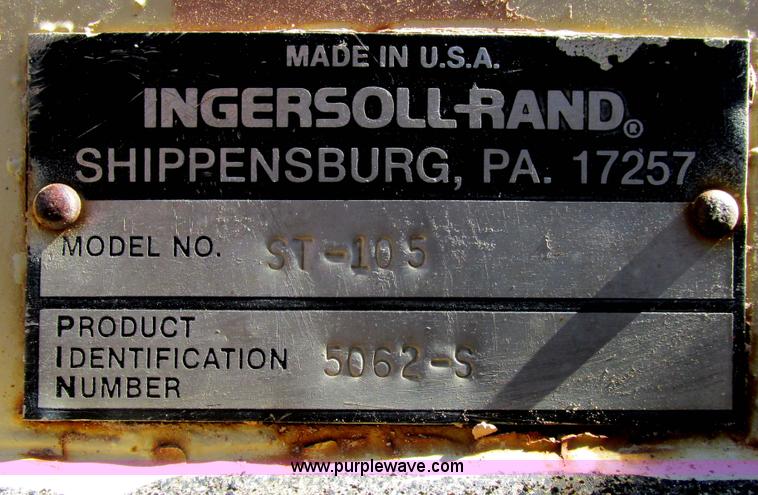 MADE IN U.S.A.
INGERSOLL-RAND®
SHIPPENSBURG, PA. 17257
MODEL NO. ST-105
PRODUCT
IDENTIFICATION 5062-S
NUMBER
www.purplewave.com